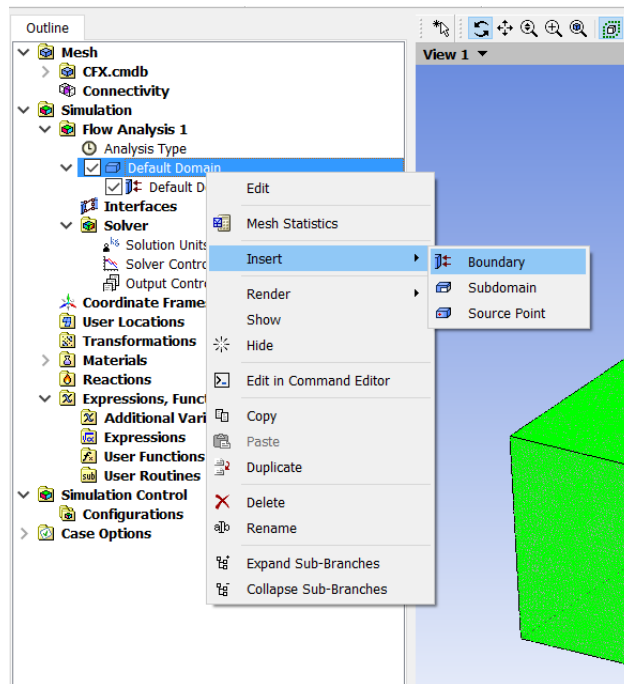 Outline
View 1
Mesh
CFX.cmdb
Connectivity
Simulation
Flow Analysis 1
Analysis Type
Default Domain
Default D
Interfaces
Solver
Solution Units
Solver Contro
Output Contro
Coordinate Frame
User Locations
Transformations
Materials
Reactions
Expressions, Funct
Additional Vari
Expressions
User Functions
User Routines
Simulation Control
Configurations
Case Options
Edit
Mesh Statistics
Insert
Render
Show
Hide
Edit in Command Editor
Copy
Paste
Duplicate
Delete
Rename
Expand Sub-Branches
Collapse Sub-Branches
Boundary
Subdomain
Source Point